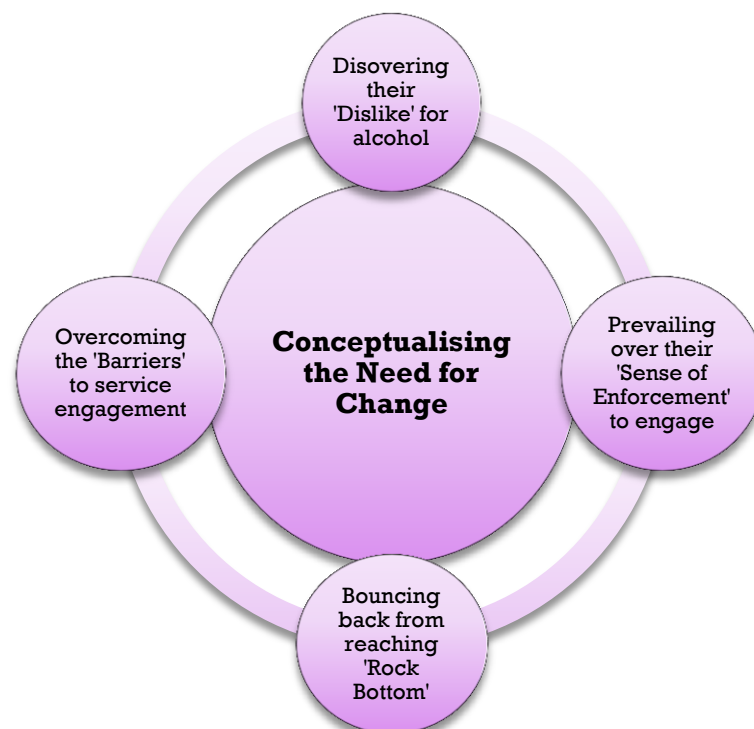 Disovering
their
'Dislike' for
alcohol
Overcoming
the 'Barriers'
to service
engagement
Conceptualising
the Need for
Change
Prevailing
over their
'Sense of
Enforcement'
to engage
Bouncing
back from
reaching
'Rock
Bottom'